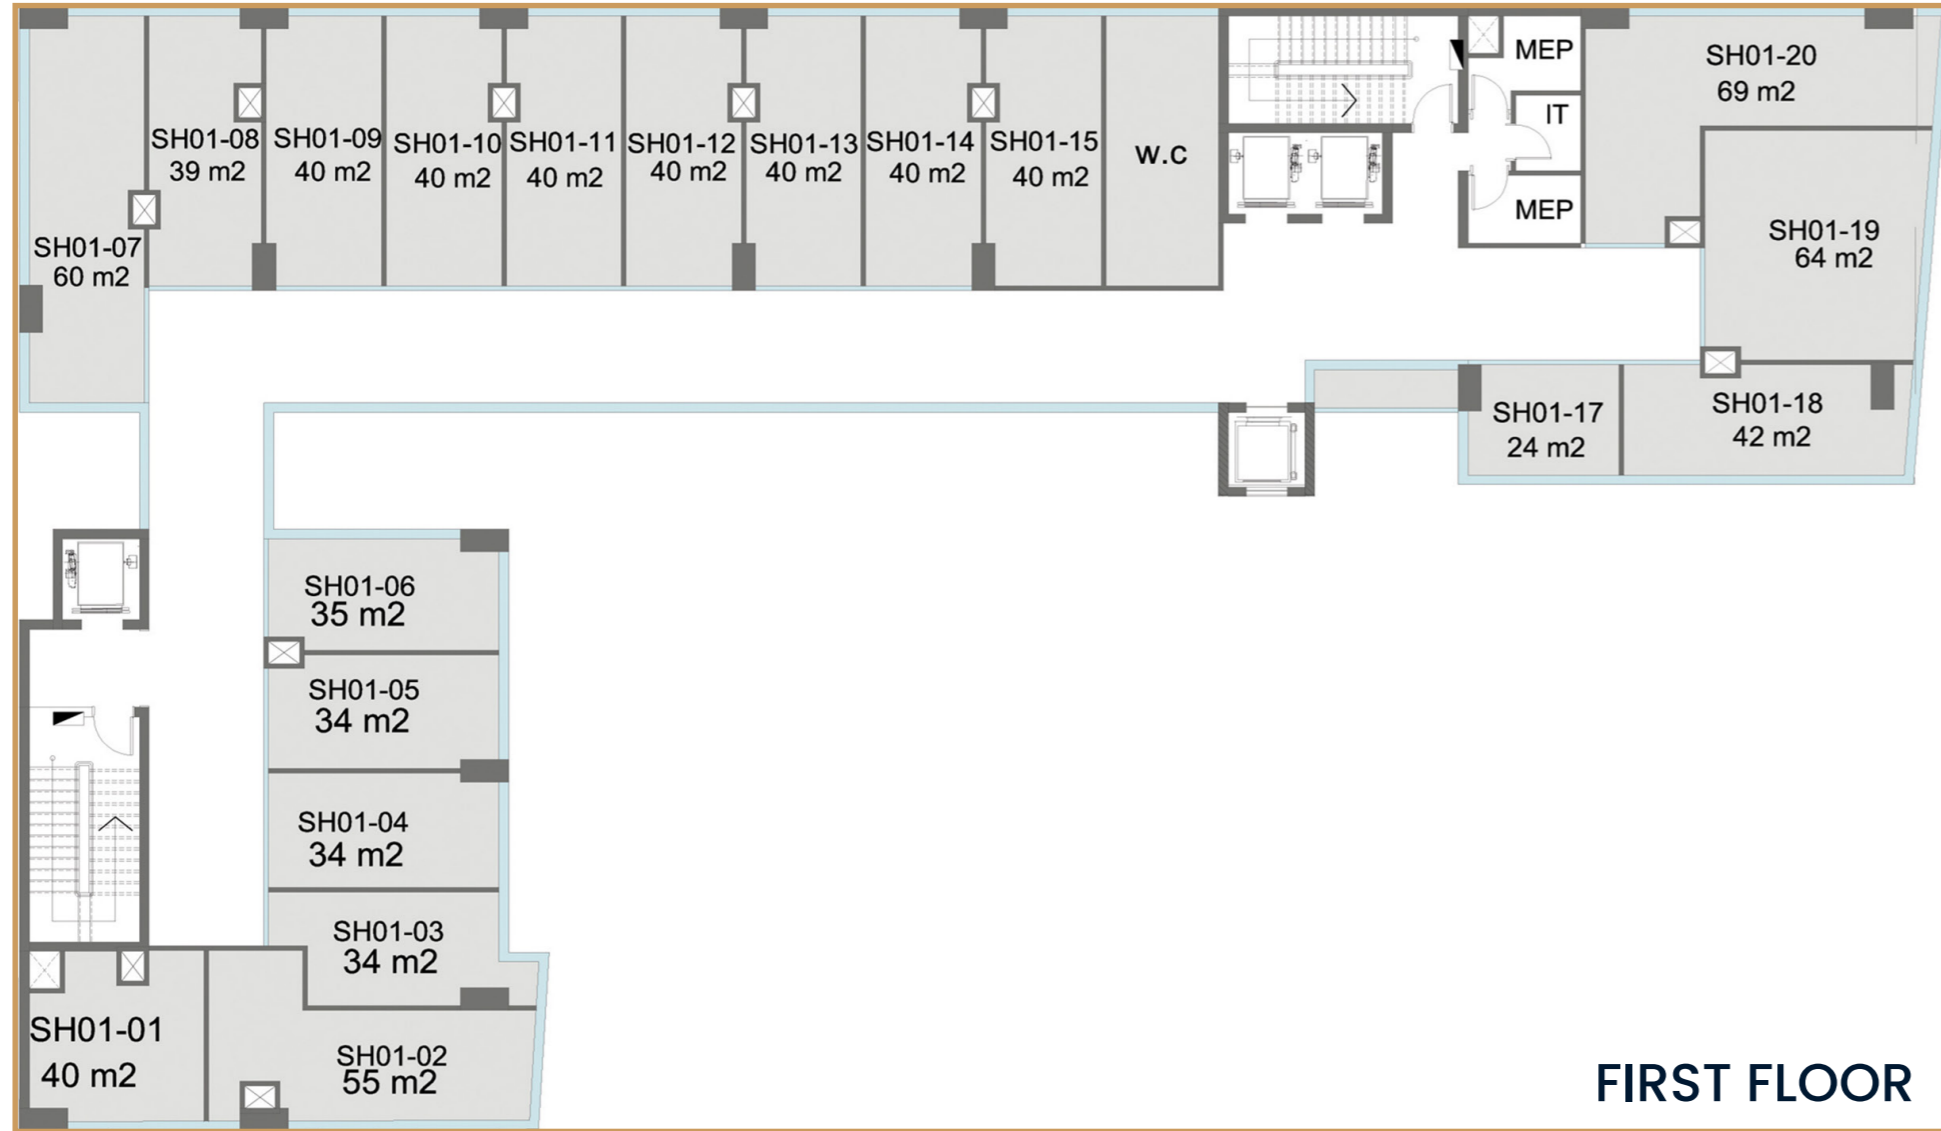 MEP
SH01-20
69 m2
IT
SH01-08
39 m2
SH01-09
40 m2
SH01-10
40 m2
SH01-11
40 m2
SH01-12
40 m2
SH01-13
40 m2
SH01-14
40 m2
SH01-15
40 m2
W.C
MEP
SH01-19
64 m2
SH01-07
60 m2
SH01-17
24 m2
SH01-18
42 m2
SH01-06
35 m2
SH01-05
34 m2
SH01-04
34 m2
SH01-03
34 m2
SH01-01
40 m2
SH01-02
55 m2
FIRST FLOOR